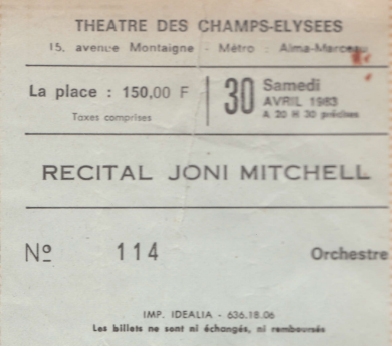 THEATRE DES CHAMPS-ELYSEES
15, avenue Montaigne - Métro : Alma-Marceau
La place : 150,00 F
Taxes comprises
30 Samedi
AVRIL 1983
A 20 H 30 précises
RECITAL JONI MITCHELL
Nº 114 Orchestre
IMP. IDEALIA - 636.18.06
Les billets ne sont ni échangés, ni remboursés